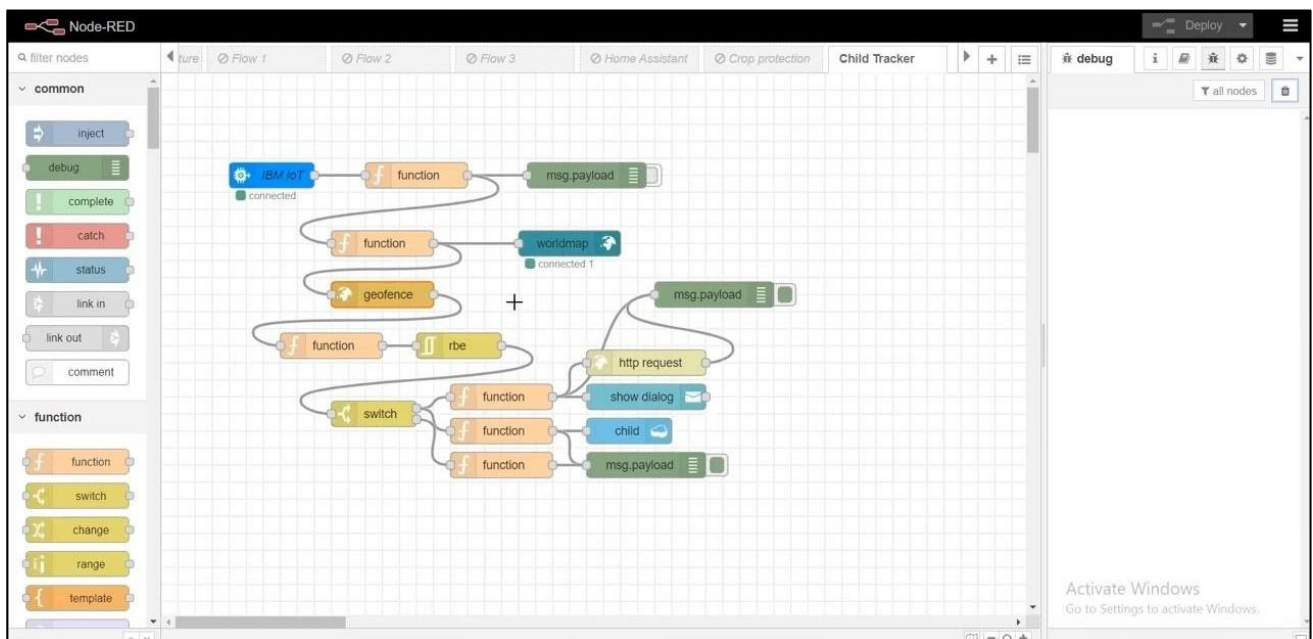 Node-RED
Deploy
filter nodes
ture
Flow 1
Flow 2
Flow 3
Home Assistant
Crop protection
Child Tracker
debug
i
all nodes
common
inject
debug
complete
catch
status
link in
link out
comment
function
function
switch
change
range
template
IBM IoT
connected
function
msg.payload
function
worldmap
connected 1
geofence
msg.payload
function
rbe
http request
switch
function
show dialog
function
child
function
msg.payload
Activate Windows
Go to Settings to activate Windows.